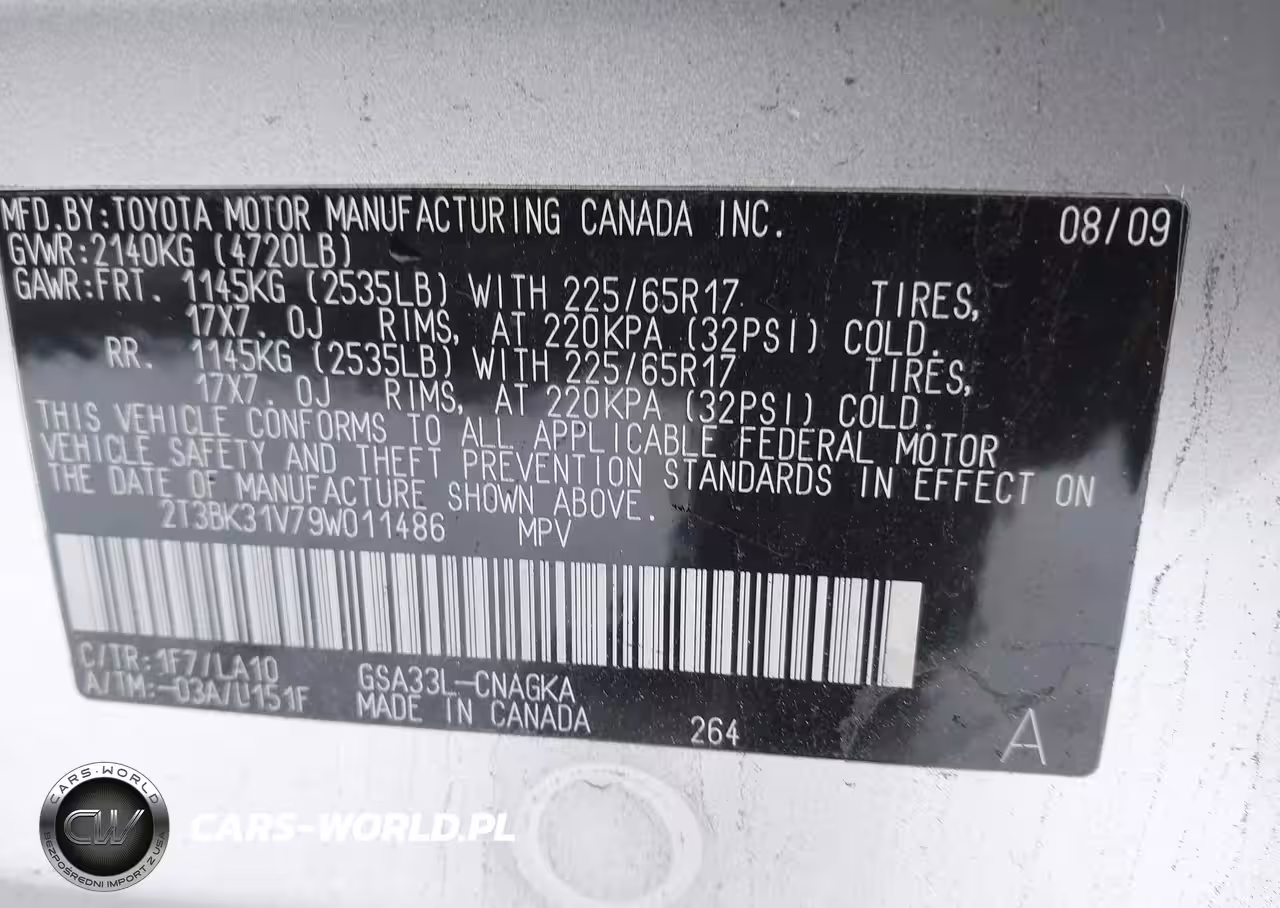 MFD.BY:TOYOTA MOTOR MANUFACTURING CANADA INC. 08/09
GVWR:2140KG (4720LB)
GAWR:FRT. 1145KG (2535LB) WITH 225/65R17 TIRES,
17X7. 0J RIMS, AT 220KPA (32PSI) COLD.
RR. 1145KG (2535LB) WITH 225/65R17 TIRES,
17X7. 0J RIMS, AT 220KPA (32PSI) COLD.
THIS VEHICLE CONFORMS TO ALL APPLICABLE FEDERAL MOTOR
VEHICLE SAFETY AND THEFT PREVENTION STANDARDS IN EFFECT ON
THE DATE OF MANUFACTURE SHOWN ABOVE.
2T3BK31V79W011486 MPV
C/TR:1F7/LA10 GSA33L-CNAGKA
A/TM:-03A/U151F MADE IN CANADA 264 A
CARS-WORLD
CW
BEZPOŚREDNI IMPORT Z USA
CARS-WORLD.PL